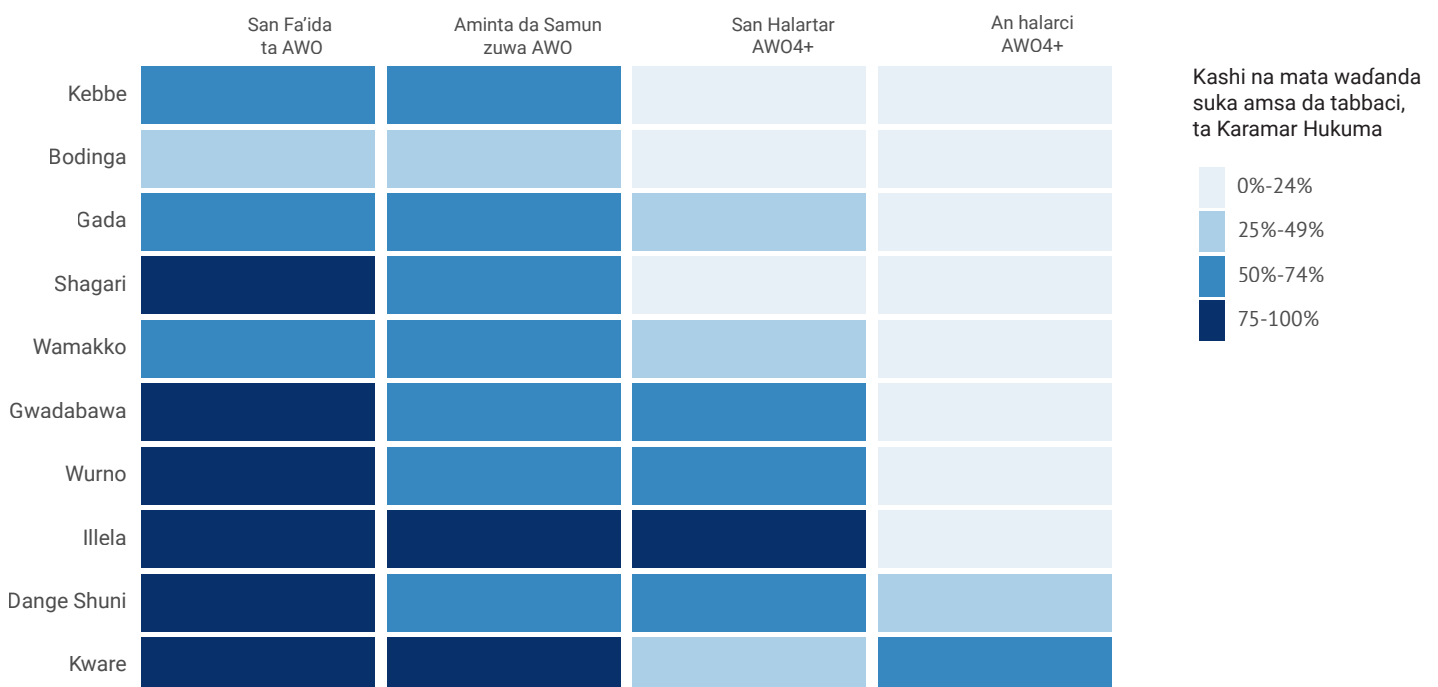 San Fa’ida
ta AWO
Aminta da Samun
zuwa AWO
San Halartar
AWO4+
An halarci
AWO4+
Kebbe
Bodinga
Gada
Shagari
Wamakko
Gwadabawa
Wurno
Illela
Dange Shuni
Kware
Kashi na mata waɗanda
suka amsa da tabbaci,
ta Karamar Hukuma
0%-24%
25%-49%
50%-74%
75-100%